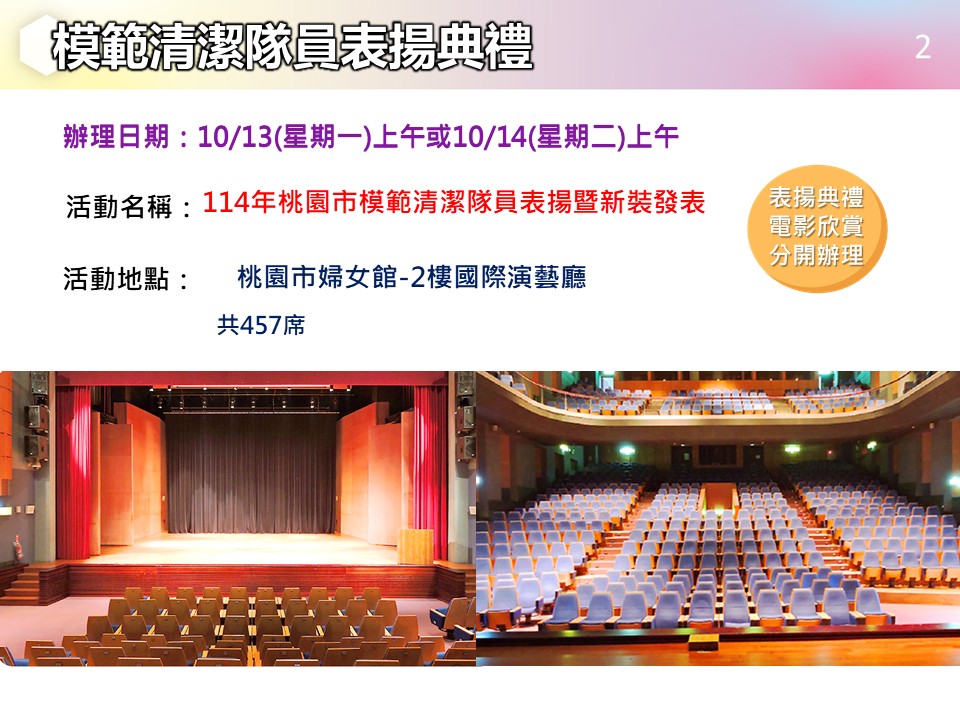 模範清潔隊員表揚典禮
2
辦理日期：10/13(星期一)上午或10/14(星期二)上午
活動名稱：114年桃園市模範清潔隊員表揚暨新裝發表
表揚典禮
電影欣賞
分開辦理
活動地點： 桃園市婦女館-2樓國際演藝廳
共457席